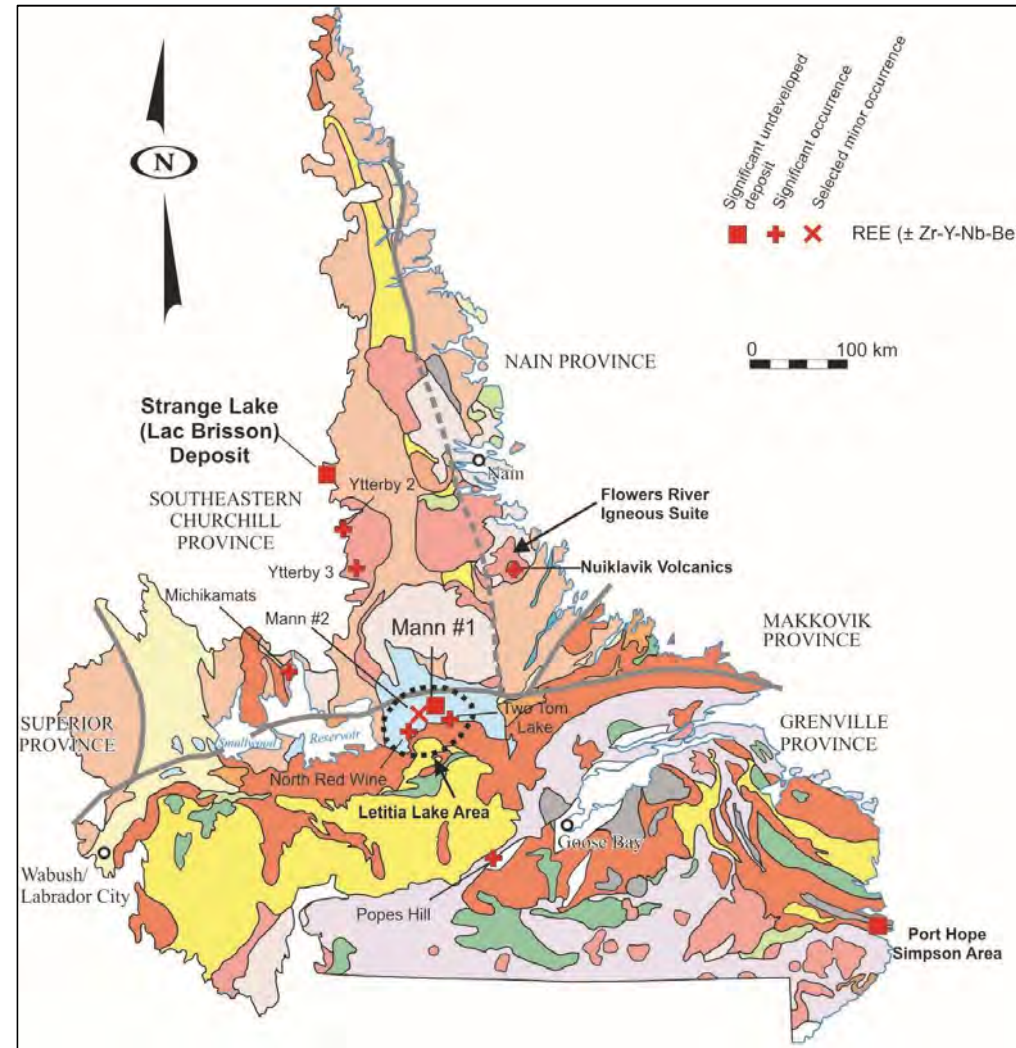 N
Significant undeveloped
deposit
Significant occurrence
Selected minor occurrence
REE (± Zr-Y-Nb-Be
0 100 km
NAIN PROVINCE
Strange Lake
(Lac Brisson)
Deposit
Nain
Ytterby 2
SOUTHEASTERN
CHURCHILL
PROVINCE
Flowers River
Igneous Suite
Ytterby 3
Nuiklavik Volcanics
Michikamats
Mann #2
Mann #1
MAKKOVIK
PROVINCE
SUPERIOR
PROVINCE
Two Tom
Lake
GRENVILLE
PROVINCE
Smallwood Reservoir
North Red Wine
Letitia Lake Area
Goose Bay
Wabush/
Labrador City
Popes Hill
Port Hope
Simpson Area